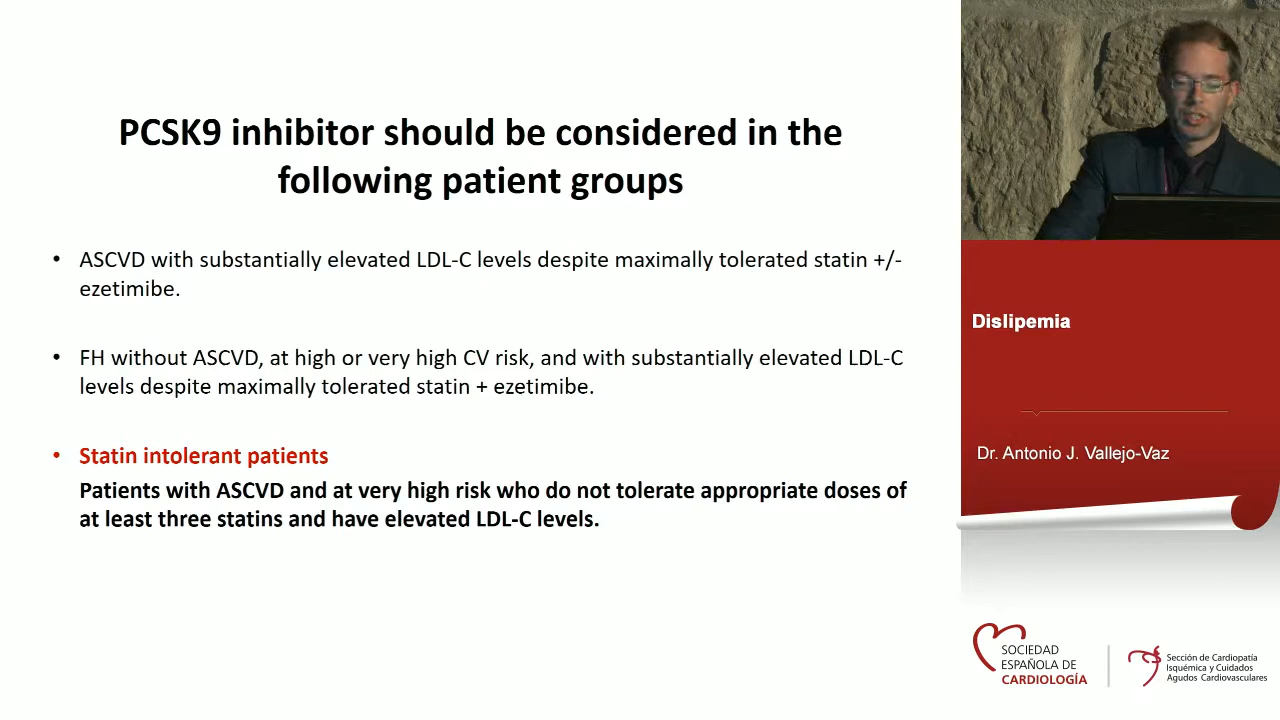 PCSK9 inhibitor should be considered in the
following patient groups
• ASCVD with substantially elevated LDL-C levels despite maximally tolerated statin +/-
ezetimibe.
• FH without ASCVD, at high or very high CV risk, and with substantially elevated LDL-C
levels despite maximally tolerated statin + ezetimibe.
• Statin intolerant patients
Patients with ASCVD and at very high risk who do not tolerate appropriate doses of
at least three statins and have elevated LDL-C levels.
Dislipemia
Dr. Antonio J. Vallejo-Vaz
SOCIEDAD
ESPAÑOLA DE
CARDIOLOGÍA
Sección de Cardiopatía
Isquémica y Cuidados
Agudos Cardiovasculares